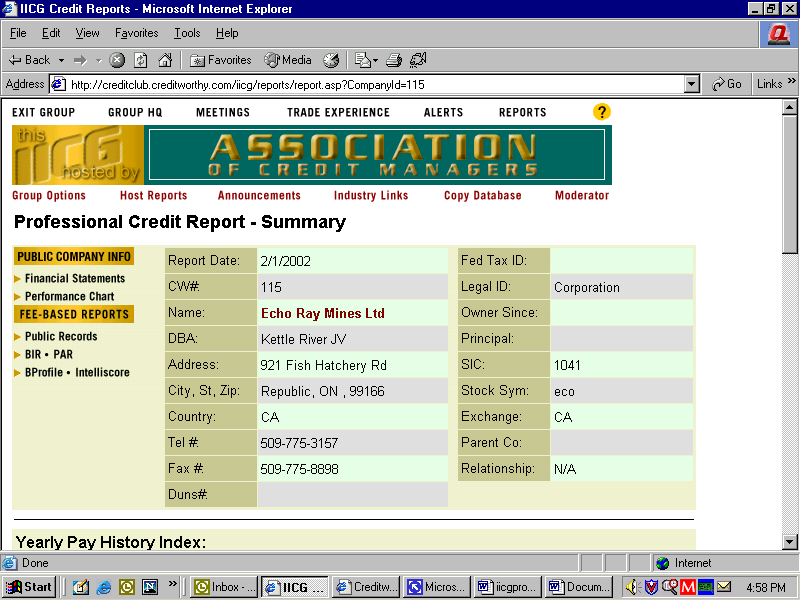 IICG Credit Reports - Microsoft Internet Explorer
File Edit View Favorites Tools Help
Back Favorites Media
Address http://creditclub.creditworthy.com/iicg/reports/report.asp?CompanyId=115 Go Links »
EXIT GROUP GROUP HQ MEETINGS TRADE EXPERIENCE ALERTS REPORTS ?
this IICG hosted by
ASSOCIATION
OF CREDIT MANAGERS
Group Options Host Reports Announcements Industry Links Copy Database Moderator
Professional Credit Report - Summary
PUBLIC COMPANY INFO
Financial Statements
Performance Chart
FEE-BASED REPORTS
Public Records
BIR • PAR
BProfile • Intelliscore
Report Date: 2/1/2002 Fed Tax ID:
CW#: 115 Legal ID: Corporation
Name: Echo Ray Mines Ltd Owner Since:
DBA: Kettle River JV Principal:
Address: 921 Fish Hatchery Rd SIC: 1041
City, St, Zip: Republic, ON , 99166 Stock Sym: eco
Country: CA Exchange: CA
Tel #: 509-775-3157 Parent Co:
Fax #: 509-775-8898 Relationship: N/A
Duns#:
Yearly Pay History Index:
Done Internet
Start » Inbox - ... IICG ... Creditw... Micros... iicgpro... Docum... 4:58 PM